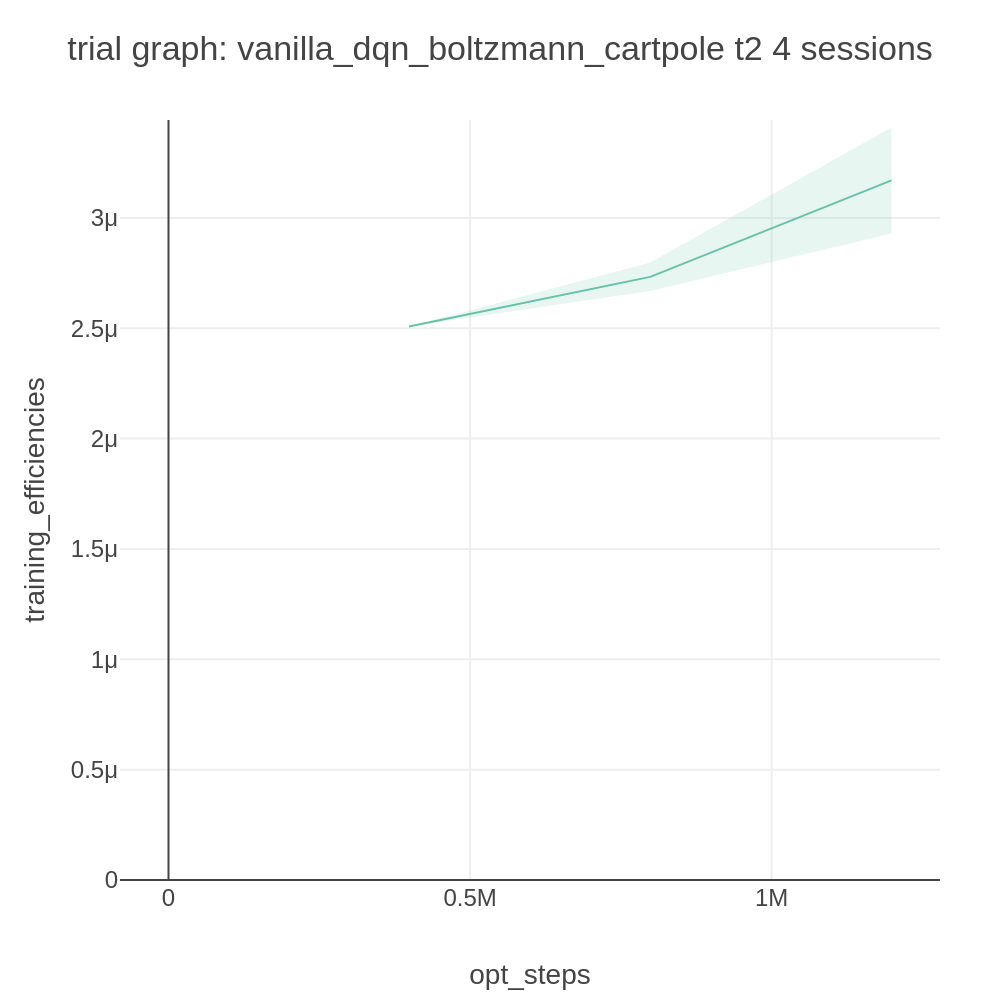 trial graph: vanilla_dqn_boltzmann_cartpole t2 4 sessions
training_efficiencies
3μ
2.5μ
2μ
1.5μ
1μ
0.5μ
0
0 0.5M 1M
opt_steps